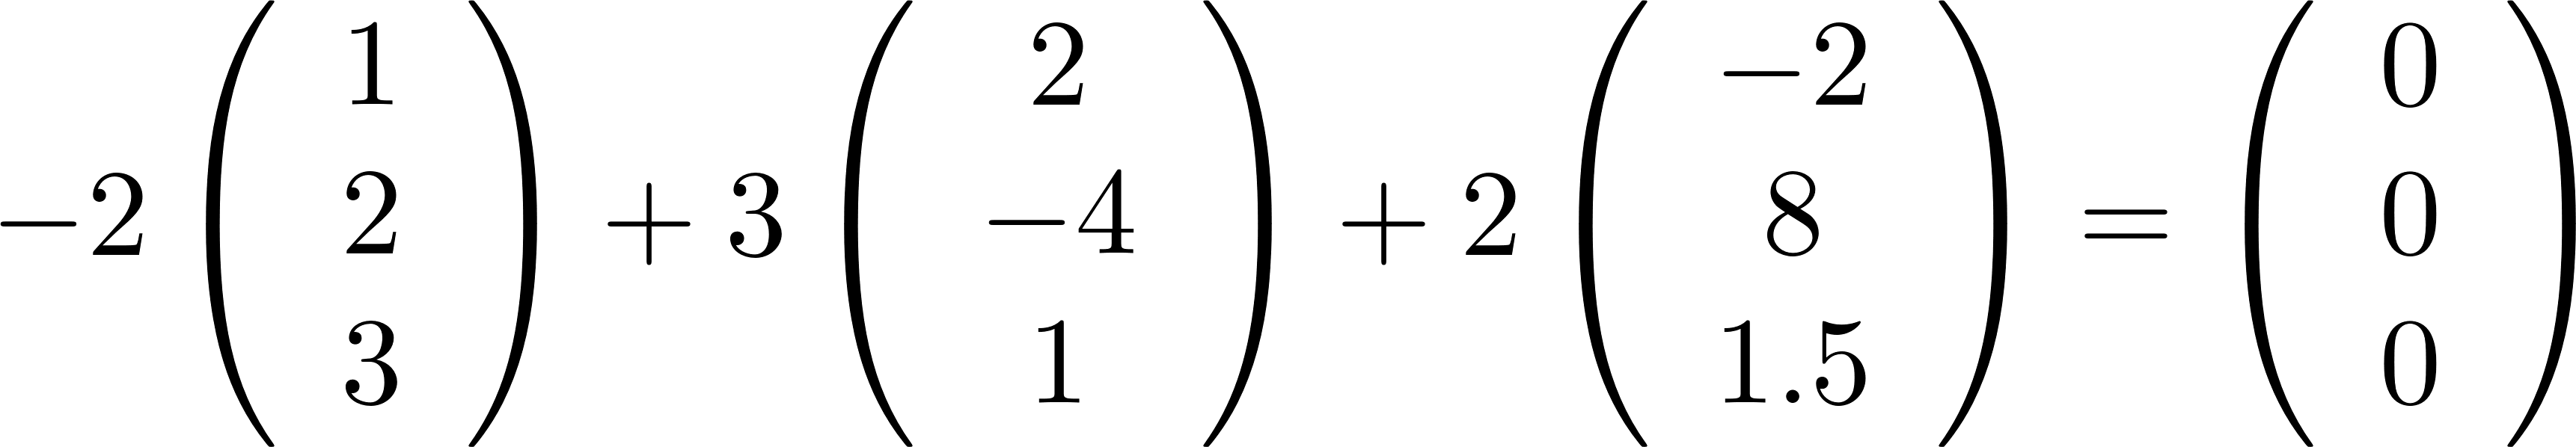 −2 ( 1 2 3 ) + 3 ( 2 −4 1 ) + 2 ( −2 8 1.5 ) = ( 0 0 0 )